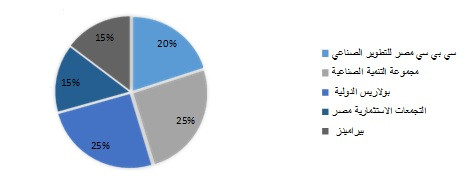 15%
20%
15%
25%
25%
سي بي سي مصر للتطوير الصناعي
مجموعة التنمية الصناعية
بولاريس الدولية
التجمعات الاستثمارية مصر
بيراميدز